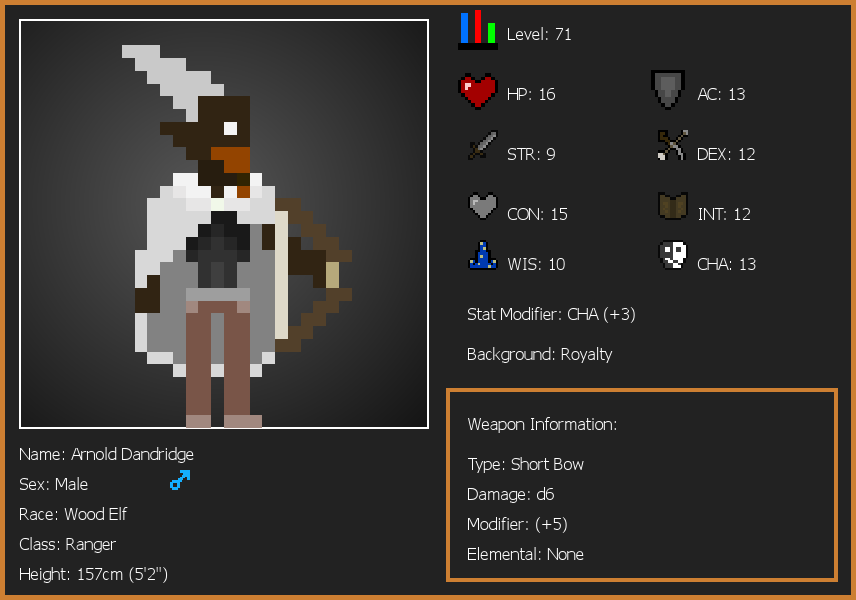 Level: 71
HP: 16
AC: 13
STR: 9
DEX: 12
CON: 15
INT: 12
WIS: 10
CHA: 13
Stat Modifier: CHA (+3)
Background: Royalty
Weapon Information:
Type: Short Bow
Damage: d6
Modifier: (+5)
Elemental: None
Name: Arnold Dandridge
Sex: Male
Race: Wood Elf
Class: Ranger
Height: 157cm (5'2")